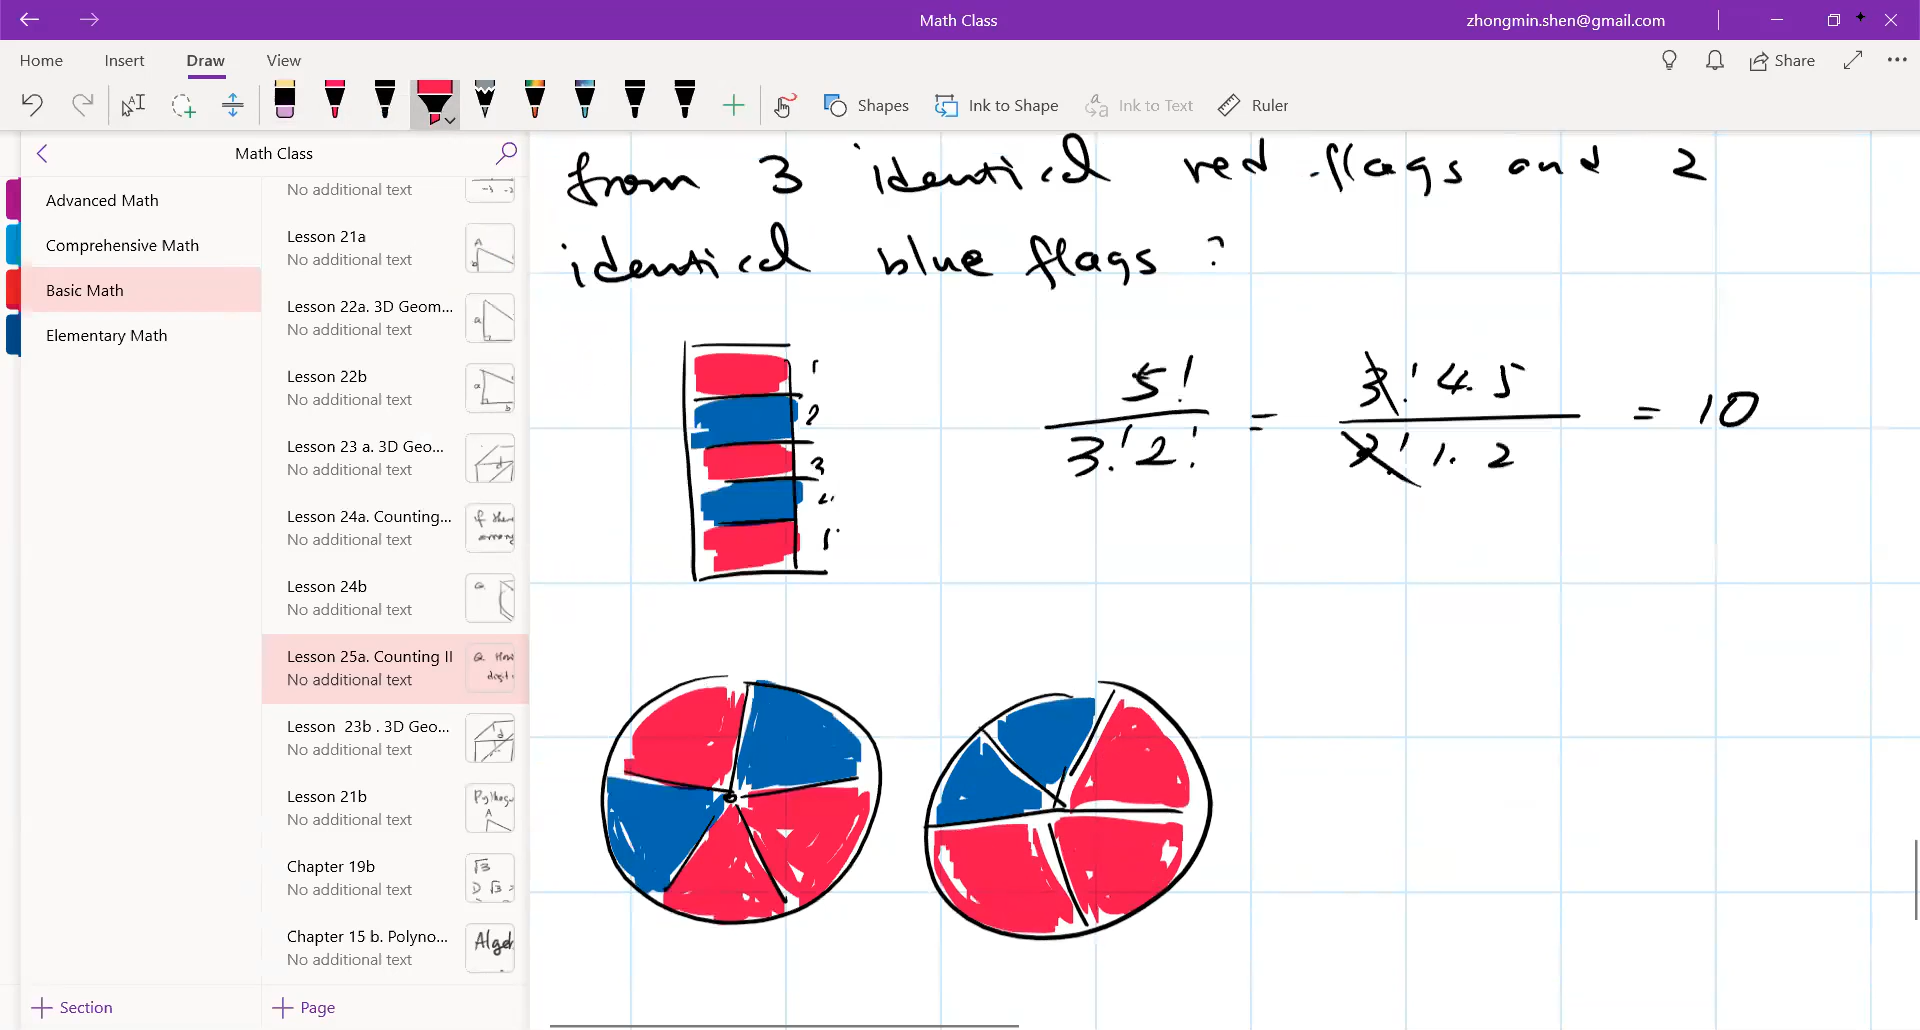 Math Class
zhongmin.shen@gmail.com
Home Insert Draw View
Share
Shapes Ink to Shape Ink to Text Ruler
Math Class
Advanced Math
Comprehensive Math
Basic Math
Elementary Math
No additional text
Lesson 21a
No additional text
Lesson 22a. 3D Geom...
No additional text
Lesson 22b
No additional text
Lesson 23 a. 3D Geo...
No additional text
Lesson 24a. Counting...
No additional text
Lesson 24b
No additional text
Lesson 25a. Counting II
No additional text
Lesson 23b . 3D Geo...
No additional text
Lesson 21b
No additional text
Chapter 19b
No additional text
Chapter 15 b. Polyno...
No additional text
Section
Page
from 3 identical red flags and 2
identical blue flags ?
1
2
3
4
5! / 3! 2! = 3! 4. 5 / 3! 1. 2 = 10